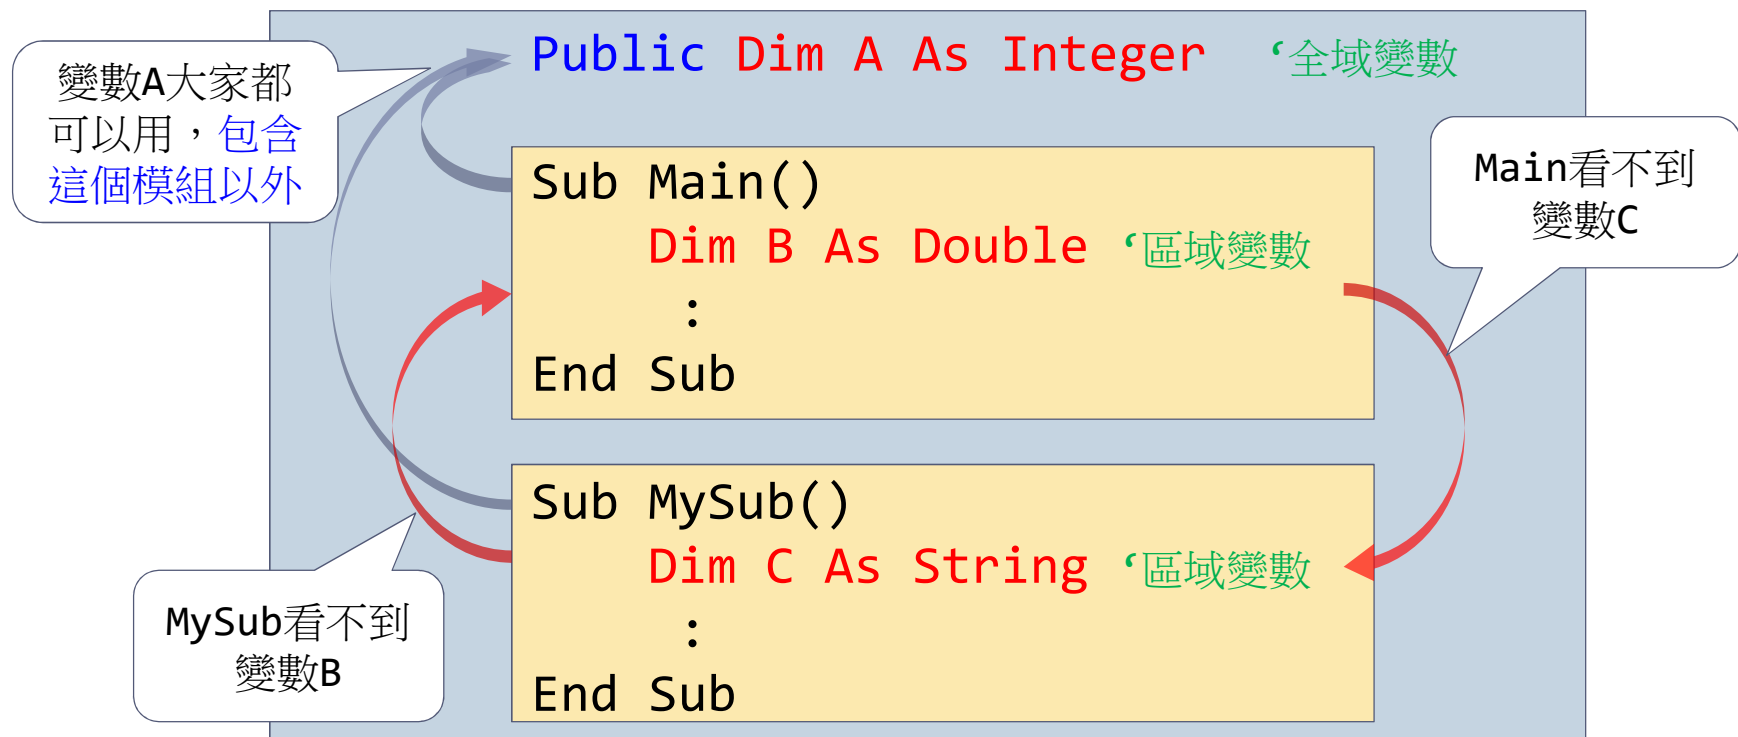 Public Dim A As Integer ‘全域變數
變數A大家都
可以用，包含
這個模組以外
Sub Main()
Dim B As Double ‘區域變數
:
End Sub
Main看不到
變數C
Sub MySub()
Dim C As String ‘區域變數
:
End Sub
MySub看不到
變數B